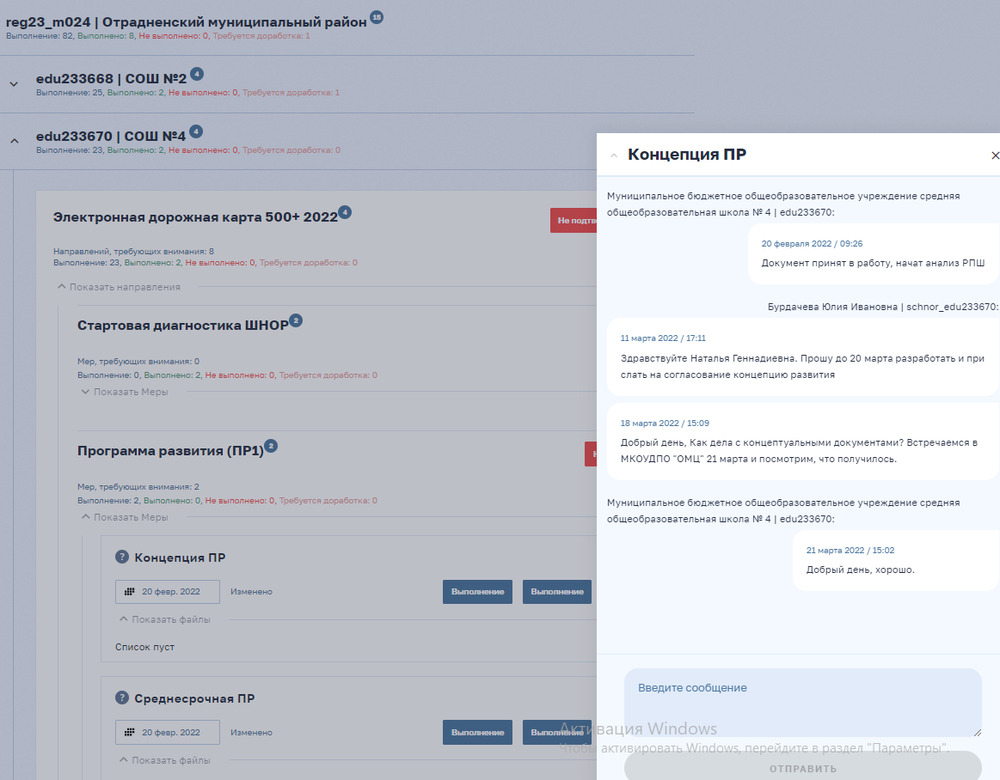 reg23_m024 | Отрадненский муниципальный район 15
Выполнение: 82, Выполнено: 8, Не выполнено: 0, Требуется доработка: 1
edu233668 | СОШ №2 4
Выполнение: 25, Выполнено: 2, Не выполнено: 0, Требуется доработка: 1
edu233670 | СОШ №4 4
Выполнение: 23, Выполнено: 2, Не выполнено: 0, Требуется доработка: 0
Электронная дорожная карта 500+ 2022 4
Не подтв
Направлений, требующих внимания: 8
Выполнение: 23, Выполнено: 2, Не выполнено: 0, Требуется доработка: 0
Показать направления
Стартовая диагностика ШНОР 2
Мер, требующих внимания: 0
Выполнение: 0, Выполнено: 2, Не выполнено: 0, Требуется доработка: 0
Показать Меры
Программа развития (ПР1) 2
Мер, требующих внимания: 2
Выполнение: 2, Выполнено: 0, Не выполнено: 0, Требуется доработка: 0
Показать Меры
? Концепция ПР
20 февр. 2022 Изменено Выполнение Выполнение
Показать файлы
Список пуст
? Среднесрочная ПР
20 февр. 2022 Изменено Выполнение Выполнение
Показать файлы
Концепция ПР
Муниципальное бюджетное общеобразовательное учреждение средняя
общеобразовательная школа № 4 | edu233670:
20 февраля 2022 / 09:26
Документ принят в работу, начат анализ РПШ
Бурдачева Юлия Ивановна | schnor_edu233670:
11 марта 2022 / 17:11
Здравствуйте Наталья Геннадиевна. Прошу до 20 марта разработать и при
слать на согласование концепцию развития
18 марта 2022 / 15:09
Добрый день, Как дела с концептуальными документами? Встречаемся в
МКОУДПО "ОМЦ" 21 марта и посмотрим, что получилось.
Муниципальное бюджетное общеобразовательное учреждение средняя
общеобразовательная школа № 4 | edu233670:
21 марта 2022 / 15:02
Добрый день, хорошо.
Введите сообщение
Активация Windows
Чтобы активировать Windows, перейдите в раздел "Параметры".
ОТПРАВИТЬ